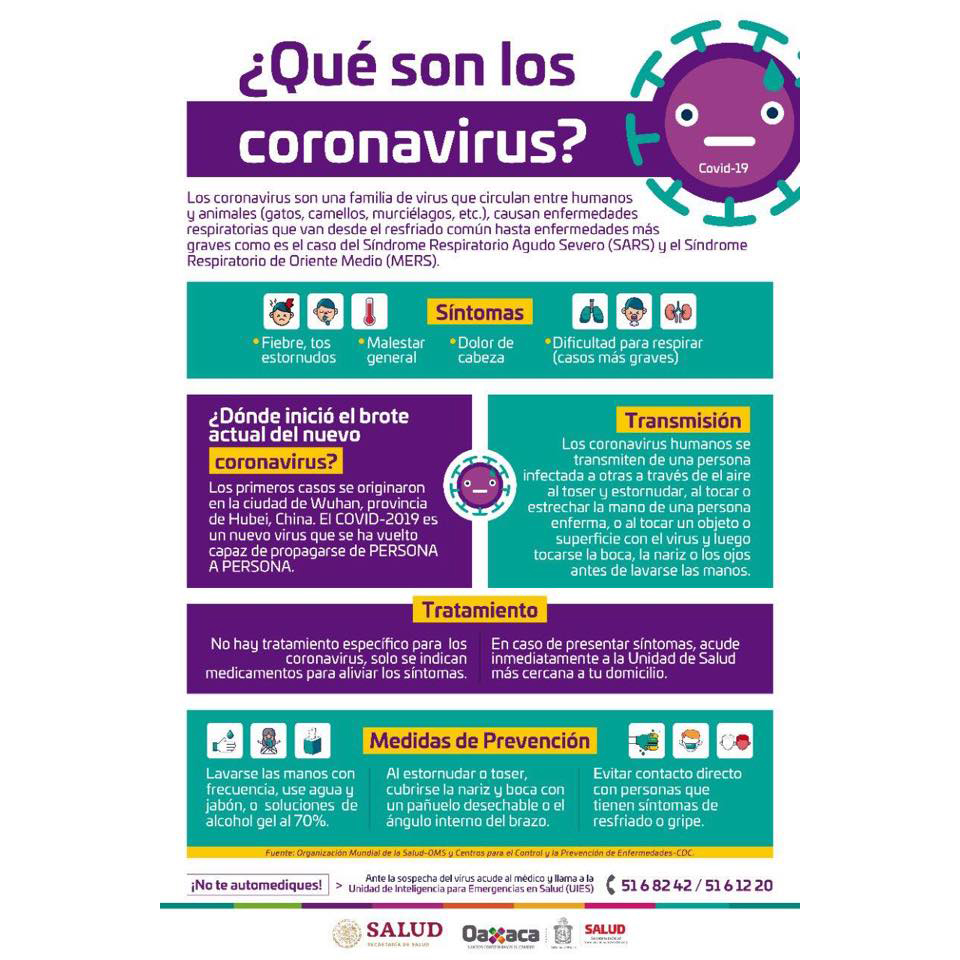 ¿Qué son los
coronavirus?
Covid-19
Los coronavirus son una familia de virus que circulan entre humanos
y animales (gatos, camellos, murciélagos, etc.), causan enfermedades
respiratorias que van desde el resfriado común hasta enfermedades más
graves como es el caso del Síndrome Respiratorio Agudo Severo (SARS) y el Síndrome
Respiratorio de Oriente Medio (MERS).
Síntomas
• Fiebre, tos
estornudos
• Malestar
general
• Dolor de
cabeza
• Dificultad para respirar
(casos más graves)
¿Dónde inició el brote
actual del nuevo
coronavirus?
Los primeros casos se originaron
en la ciudad de Wuhan, provincia
de Hubei, China. El COVID-2019 es
un nuevo virus que se ha vuelto
capaz de propagarse de PERSONA
A PERSONA.
Transmisión
Los coronavirus humanos se
transmiten de una persona
infectada a otras a través de el aire
al toser y estornudar, al tocar o
estrechar la mano de una persona
enferma, o al tocar un objeto o
superficie con el virus y luego
tocarse la boca, la nariz o los ojos
antes de lavarse las manos.
Tratamiento
No hay tratamiento específico para los
coronavirus, solo se indican
medicamentos para aliviar los síntomas.
En caso de presentar síntomas, acude
inmediatamente a la Unidad de Salud
más cercana a tu domicilio.
Medidas de Prevención
Lavarse las manos con
frecuencia, use agua y
jabón, o soluciones de
alcohol gel al 70%.
Al estornudar o toser,
cubrirse la nariz y boca con
un pañuelo desechable o el
ángulo interno del brazo.
Evitar contacto directo
con personas que
tienen síntomas de
resfriado o gripe.
Fuente: Organización Mundial de la Salud-OMS y Centros para el Control y la Prevención de Enfermedades-CDC.
¡No te automediques! >
Ante la sospecha del virus acude al médico y llama a la
Unidad de Inteligencia para Emergencias en Salud (UIES)
51 6 82 42 / 51 6 12 20
SALUD
SECRETARÍA DE SALUD
Oaxaca
SALUD